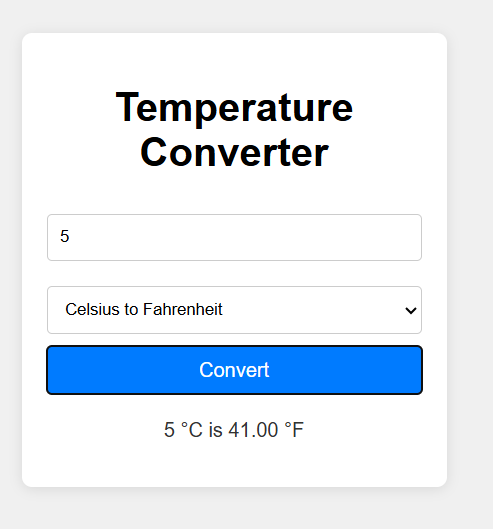 Temperature
Converter
5
Celsius to Fahrenheit
Convert
5 °C is 41.00 °F